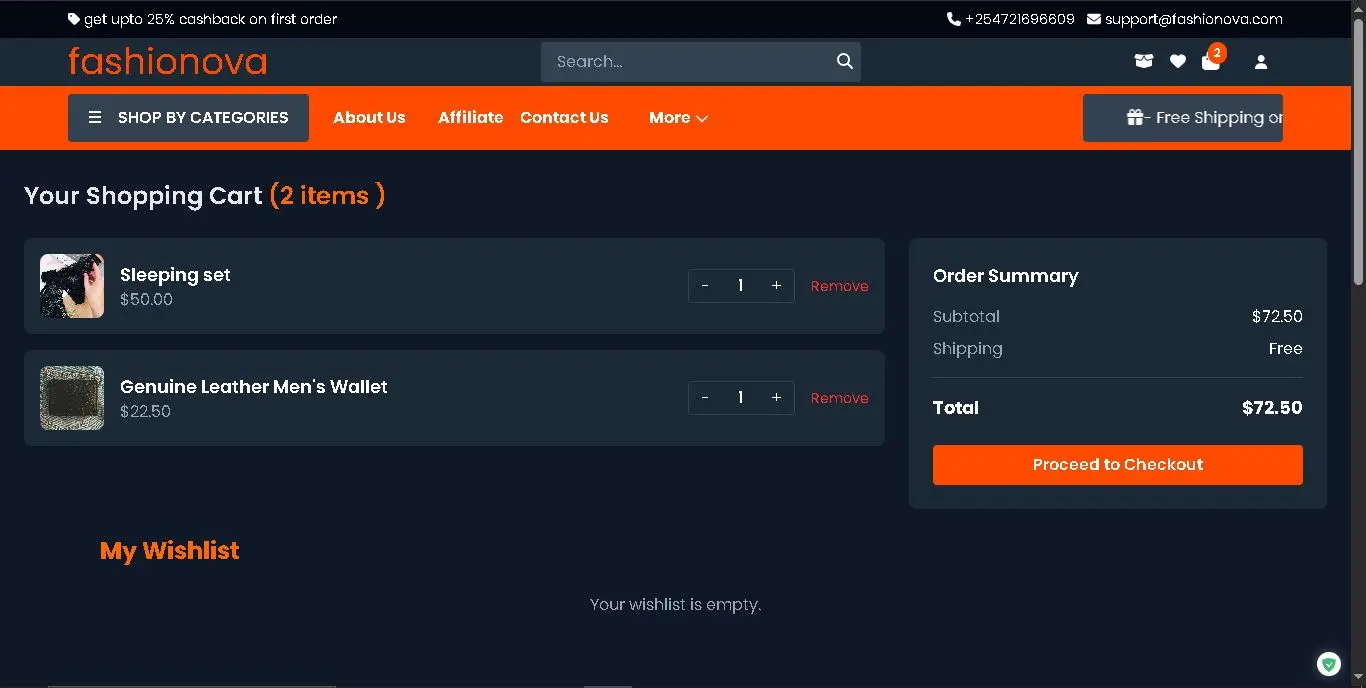 get upto 25% cashback on first order
+254721696609 support@fashionova.com
fashionova
Search...
2
SHOP BY CATEGORIES About Us Affiliate Contact Us More
- Free Shipping or
Your Shopping Cart (2 items )
Sleeping set
$50.00
- 1 + Remove
Genuine Leather Men's Wallet
$22.50
- 1 + Remove
Order Summary
Subtotal $72.50
Shipping Free
Total $72.50
Proceed to Checkout
My Wishlist
Your wishlist is empty.